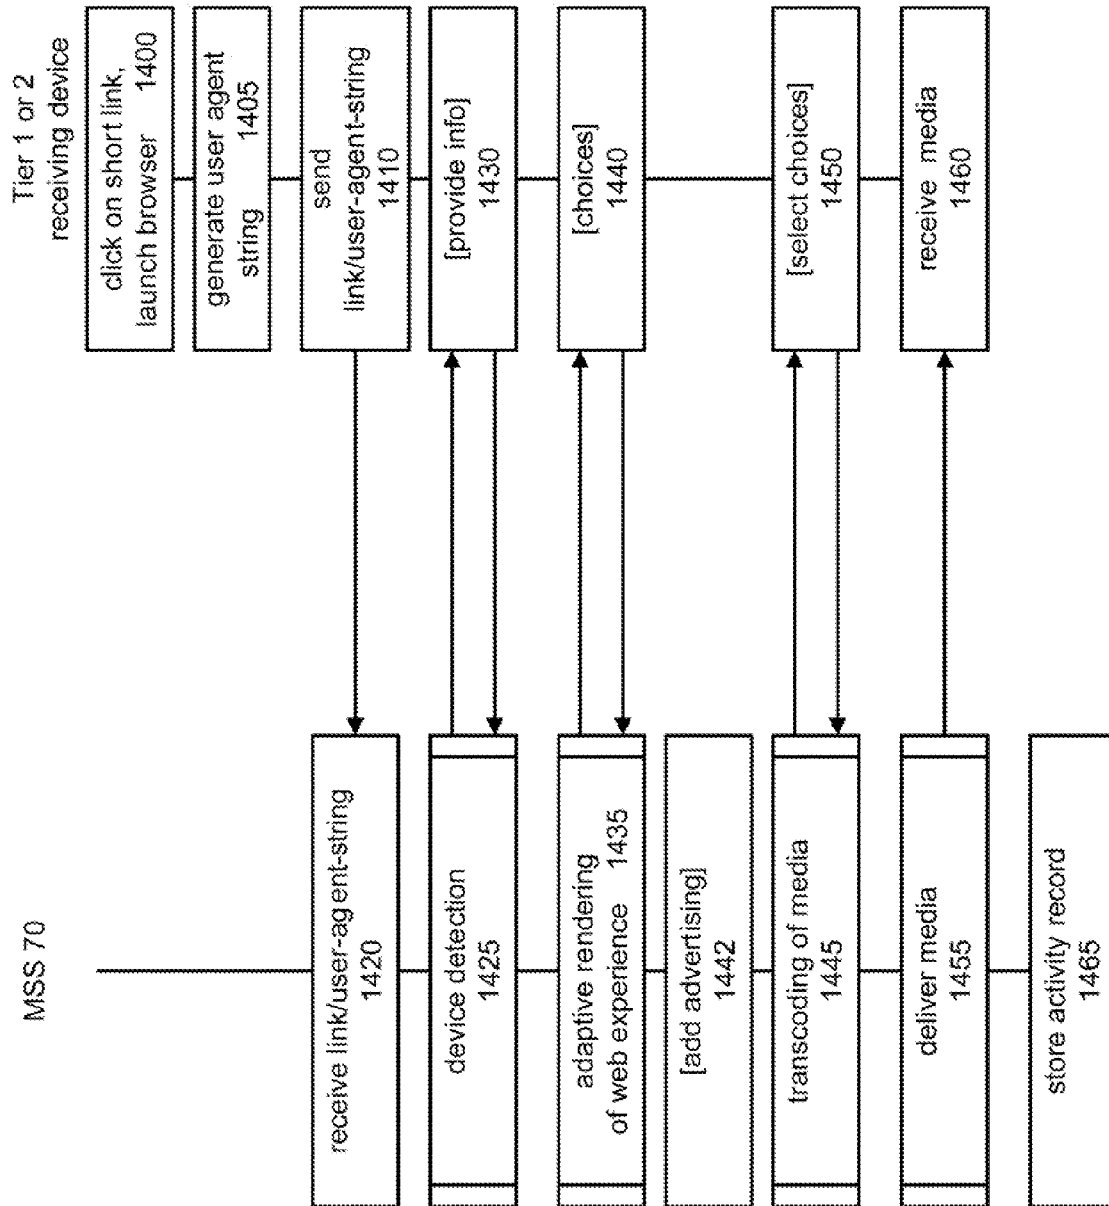 MSS 70
Tier 1 or 2
receiving device
click on short link,
launch browser 1400
generate user agent
string 1405
send
link/user-agent-string
1410
receive link/user-agent-string
1420
device detection
1425
[provide info]
1430
adaptive rendering
of web experience 1435
[choices]
1440
[add advertising]
1442
transcoding of media
1445
[select choices]
1450
deliver media
1455
receive media
1460
store activity record
1465